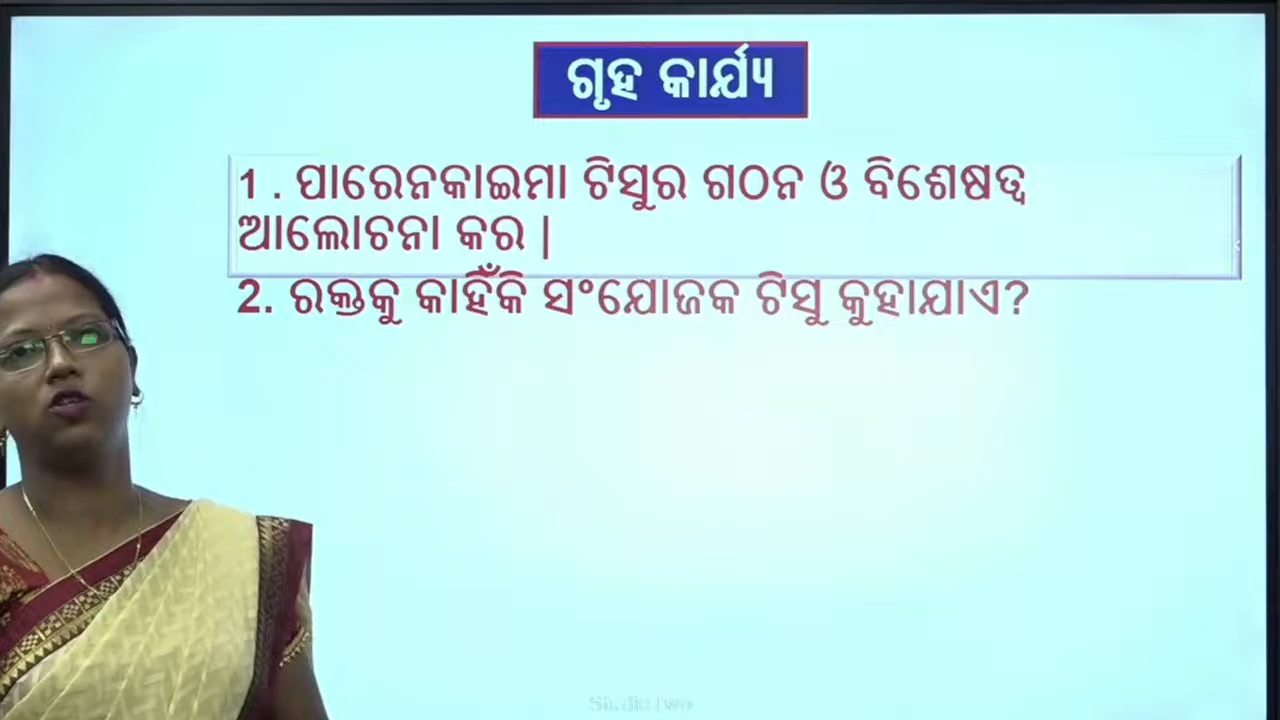 ଗୃହ କାର୍ଯ୍ୟ
1 . ପାରେନକାଇମା ଟିସୁର ଗଠନ ଓ ବିଶେଷତ୍ୱ
ଆଲୋଚନା କର |
2. ରକ୍ତକୁ କାହିଁକି ସଂଯୋଜକ ଟିସୁ କୁହାଯାଏ?